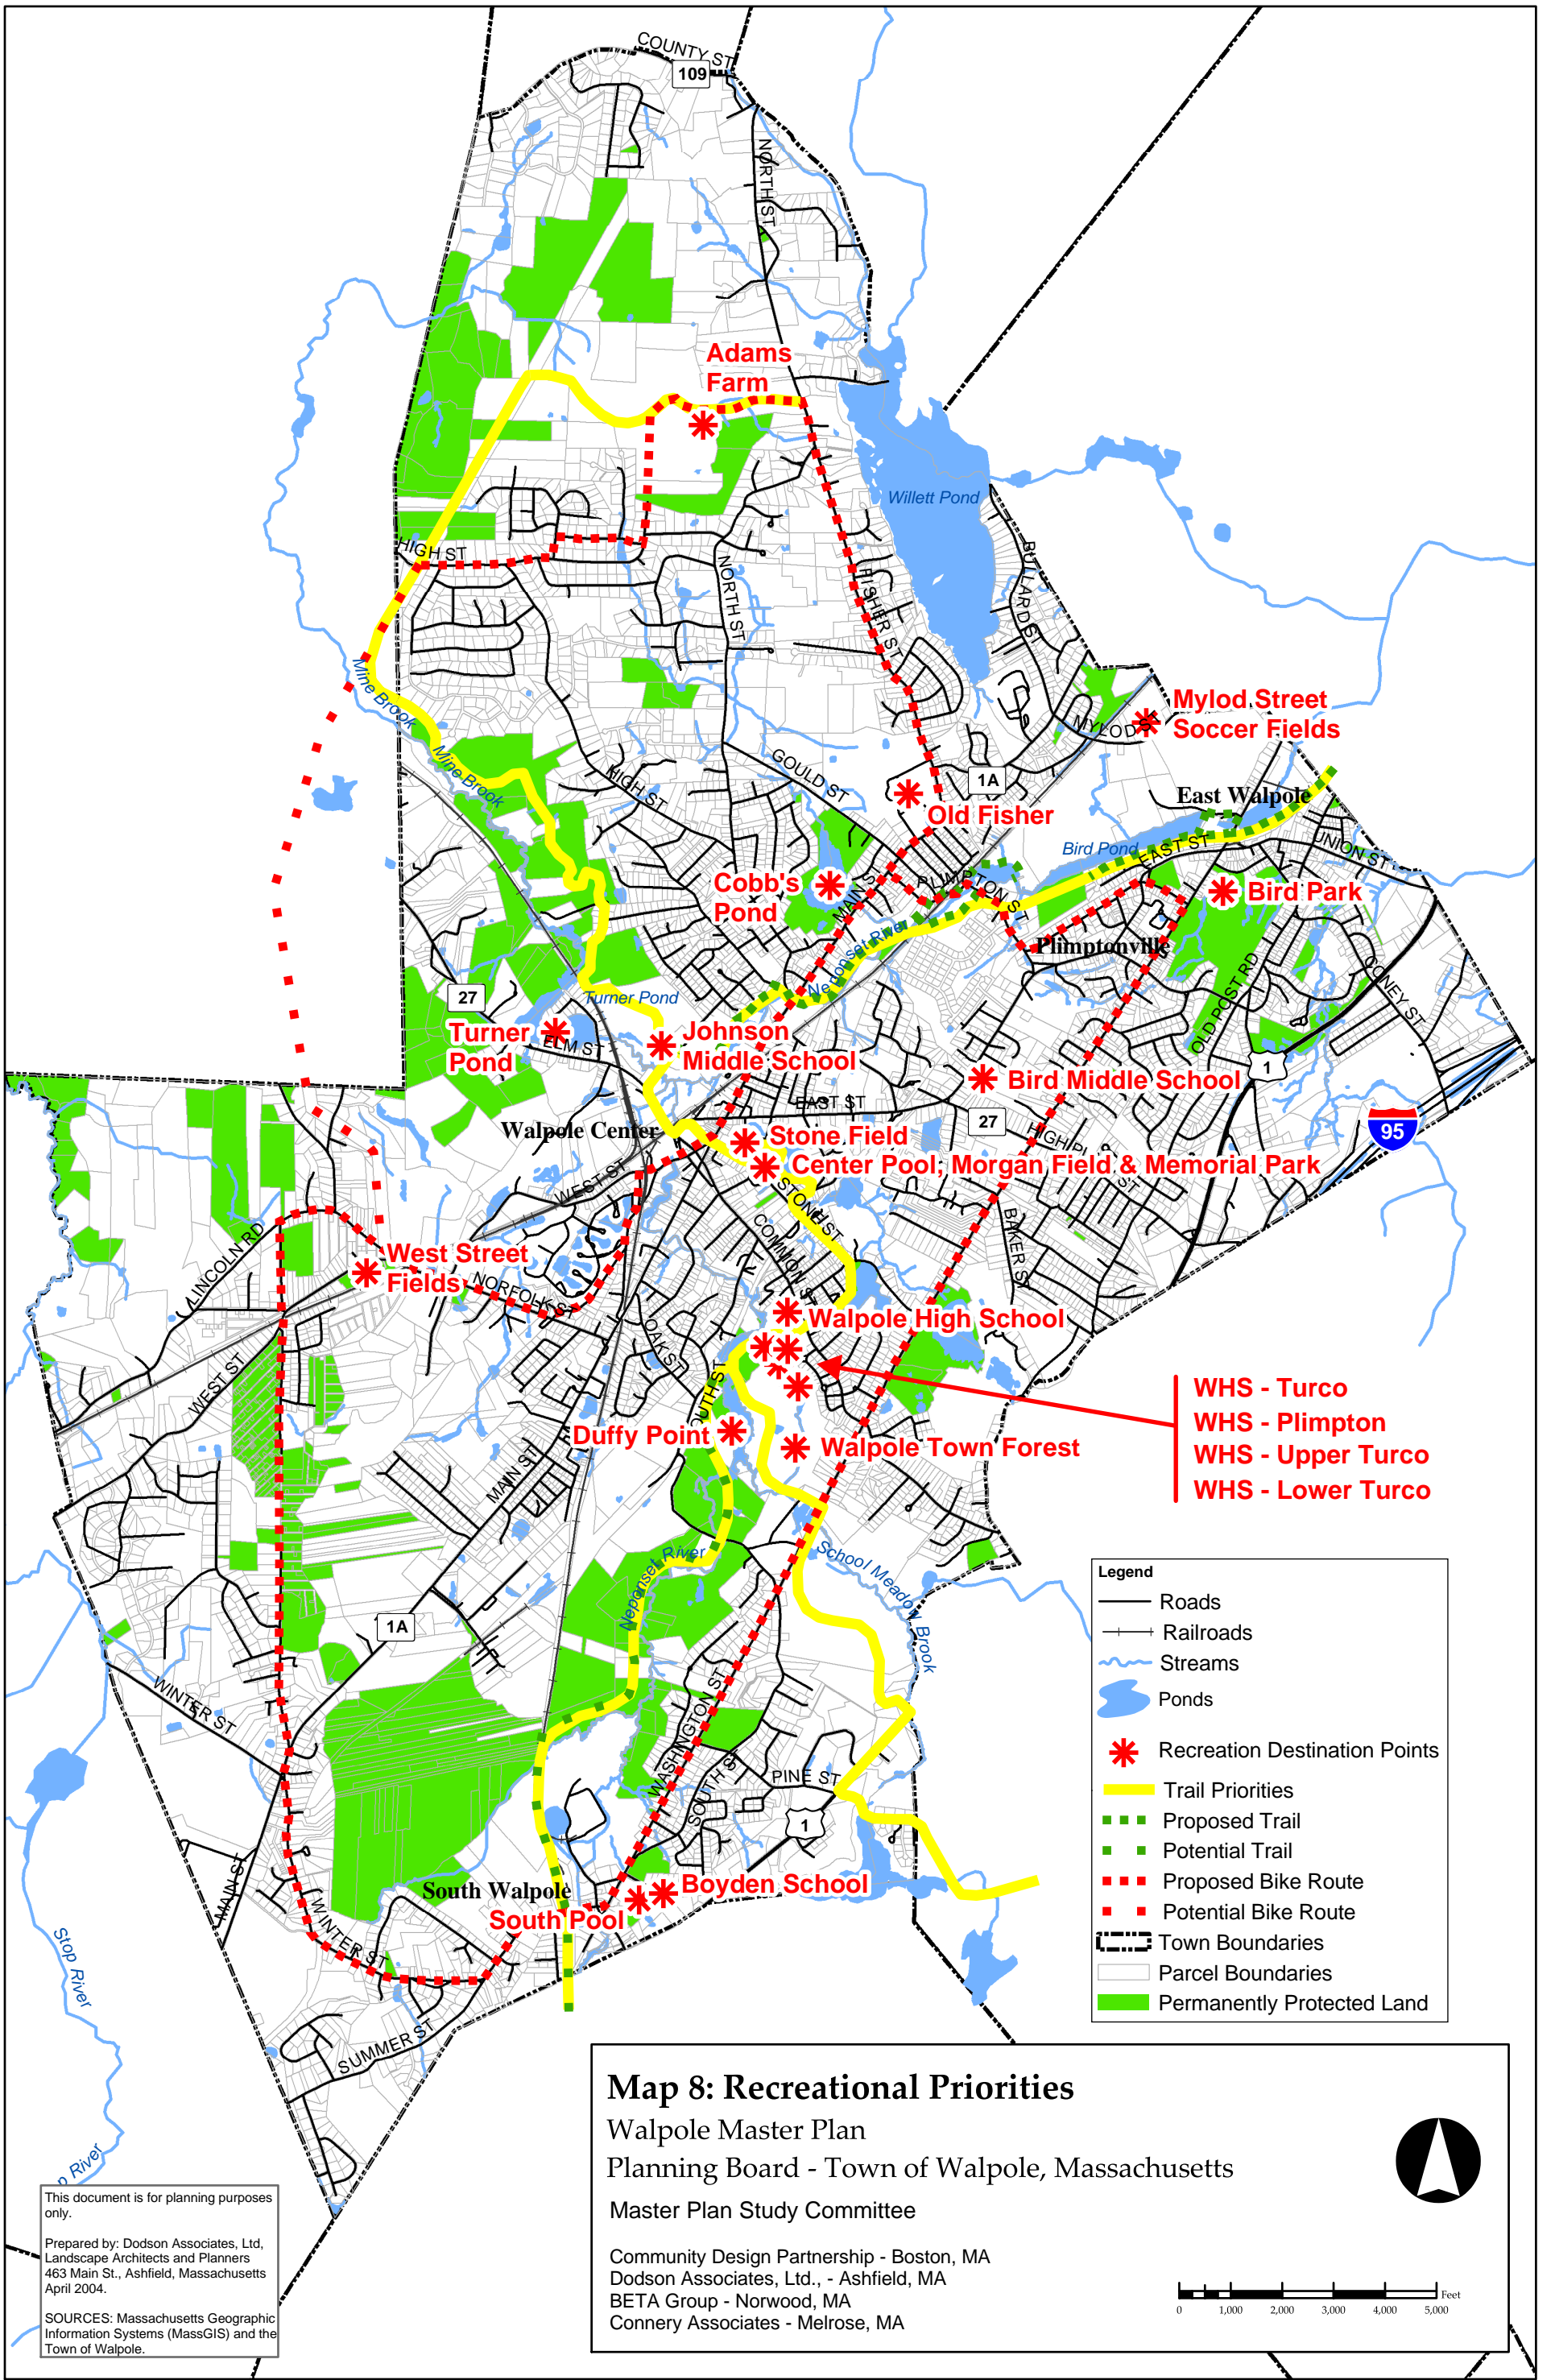 COUNTY ST
109
NORTH ST
Adams
Farm
Willett Pond
HIGH ST
NORTH ST
FISHER ST
BULLARD ST
Mine Brook
Mylod Street
Soccer Fields
MYLOD ST
Mine Brook
HIGH ST
GOULD ST
1A
East Walpole
Old Fisher
Bird Pond
EAST ST
UNION ST
Cobb's
Pond
MAIN ST
PLIMPTON ST
Bird Park
Neponset River
Plimptonville
OLD POST RD
CONEY ST
27
Turner Pond
Turner
Pond
ELM ST
Johnson
Middle School
Bird Middle School
1
EAST ST
27
95
Walpole Center
Stone Field
HIGH PL
ST
Center Pool, Morgan Field & Memorial Park
WEST ST
STONE ST
COMMON ST
BAKER ST
LINCOLN RD
West Street
Fields
NORFOLK ST
Walpole High School
OAK ST
WEST ST
SOUTH ST
WHS - Turco
WHS - Plimpton
WHS - Upper Turco
WHS - Lower Turco
Duffy Point
Walpole Town Forest
MAIN ST
Neponset River
School Meadow Brook
1A
WINTER ST
WASHINGTON ST
SOUTH ST
PINE ST
1
MAIN ST
South Walpole
Boyden School
South Pool
WINTER ST
Stop River
SUMMER ST
p River
Legend
Roads
Railroads
Streams
Ponds
Recreation Destination Points
Trail Priorities
Proposed Trail
Potential Trail
Proposed Bike Route
Potential Bike Route
Town Boundaries
Parcel Boundaries
Permanently Protected Land
Map 8: Recreational Priorities
Walpole Master Plan
Planning Board - Town of Walpole, Massachusetts
Master Plan Study Committee
Community Design Partnership - Boston, MA
Dodson Associates, Ltd., - Ashfield, MA
BETA Group - Norwood, MA
Connery Associates - Melrose, MA
Feet
0 1,000 2,000 3,000 4,000 5,000
This document is for planning purposes
only.
Prepared by: Dodson Associates, Ltd,
Landscape Architects and Planners
463 Main St., Ashfield, Massachusetts
April 2004.
SOURCES: Massachusetts Geographic
Information Systems (MassGIS) and the
Town of Walpole.